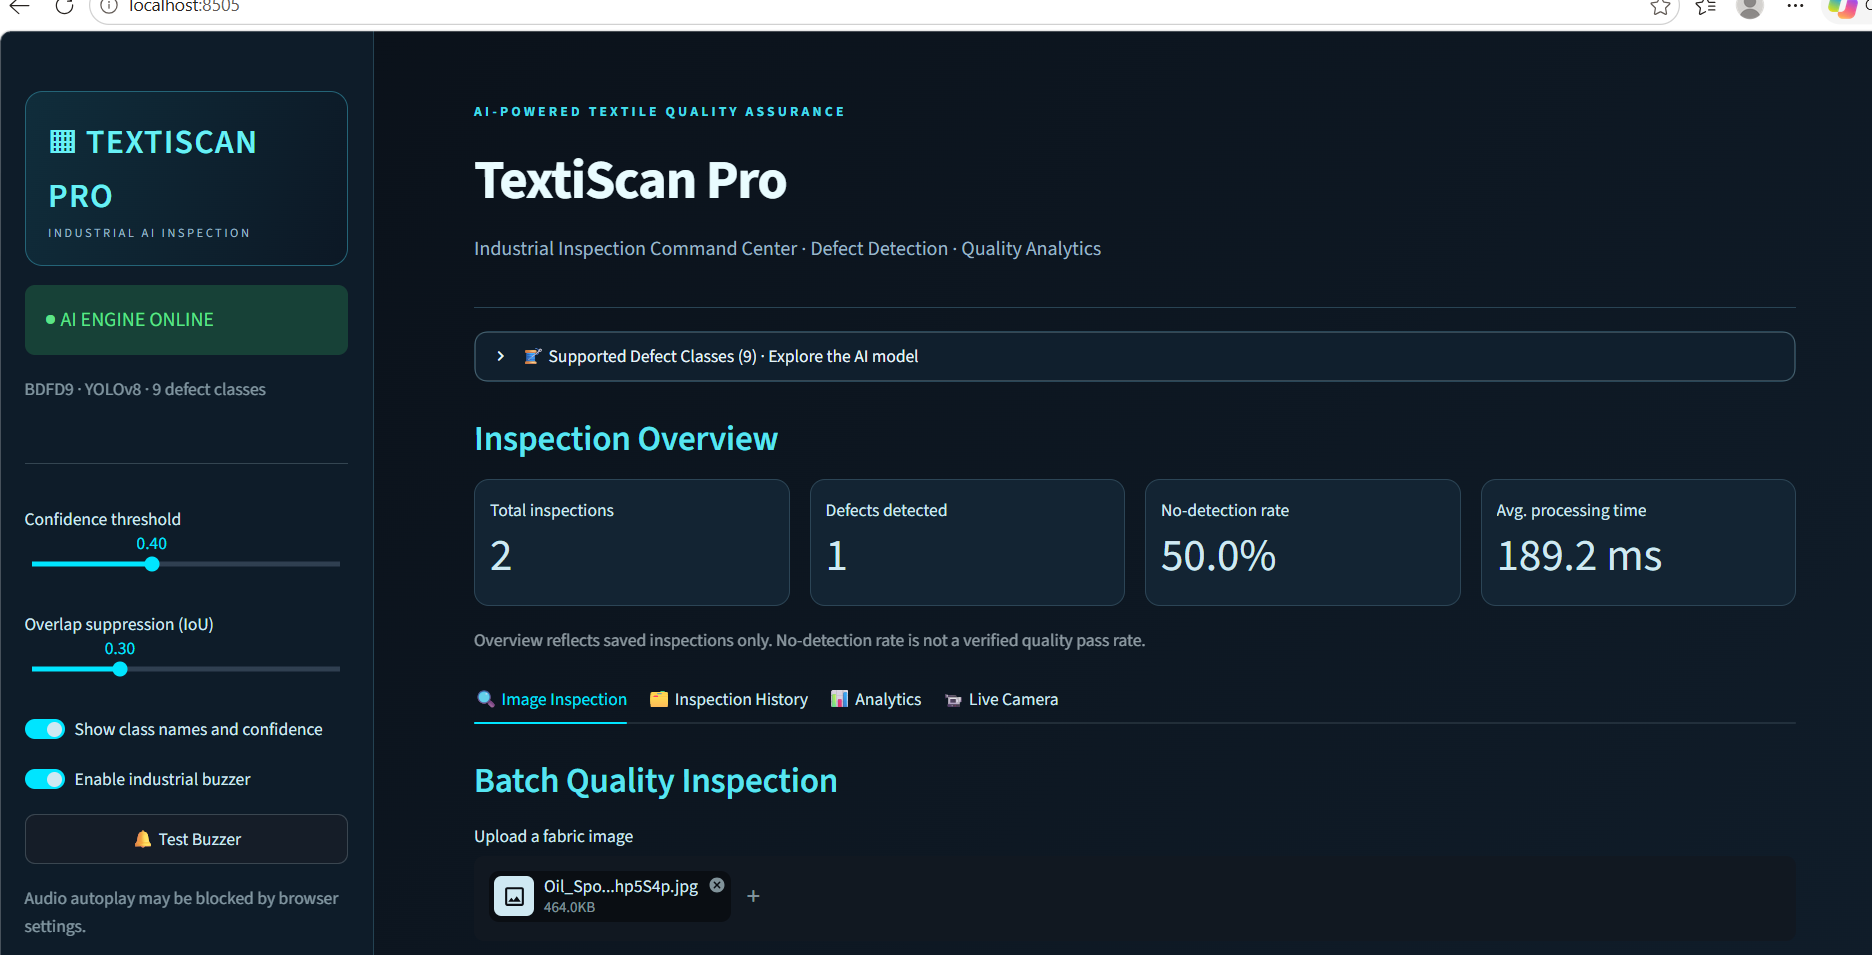 localhost:8505
TEXTISCAN
PRO
INDUSTRIAL AI INSPECTION
AI ENGINE ONLINE
BDFD9 · YOLOv8 · 9 defect classes
Confidence threshold
0.40
Overlap suppression (IoU)
0.30
Show class names and confidence
Enable industrial buzzer
Test Buzzer
Audio autoplay may be blocked by browser
settings.
AI-POWERED TEXTILE QUALITY ASSURANCE
TextiScan Pro
Industrial Inspection Command Center · Defect Detection · Quality Analytics
Supported Defect Classes (9) · Explore the AI model
Inspection Overview
Total inspections
2
Defects detected
1
No-detection rate
50.0%
Avg. processing time
189.2 ms
Overview reflects saved inspections only. No-detection rate is not a verified quality pass rate.
Image Inspection Inspection History Analytics Live Camera
Batch Quality Inspection
Upload a fabric image
Oil_Spo...hp5S4p.jpg
464.0KB